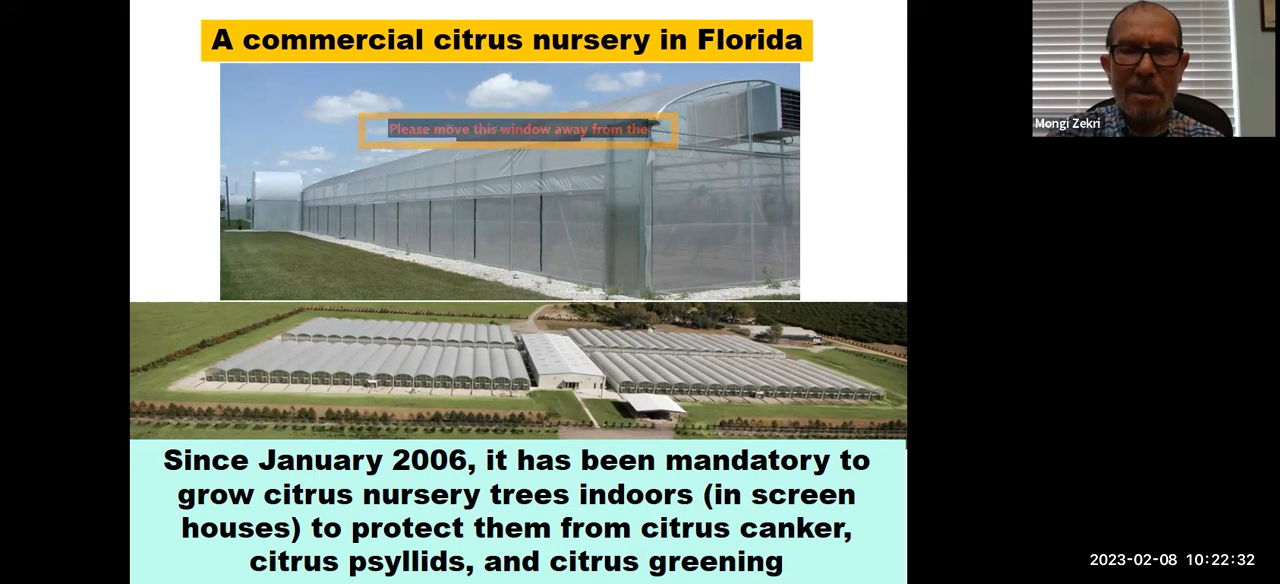 A commercial citrus nursery in Florida
Please move this window away from the
Mongi Zekri
Since January 2006, it has been mandatory to
grow citrus nursery trees indoors (in screen
houses) to protect them from citrus canker,
citrus psyllids, and citrus greening
2023-02-08 10:22:32